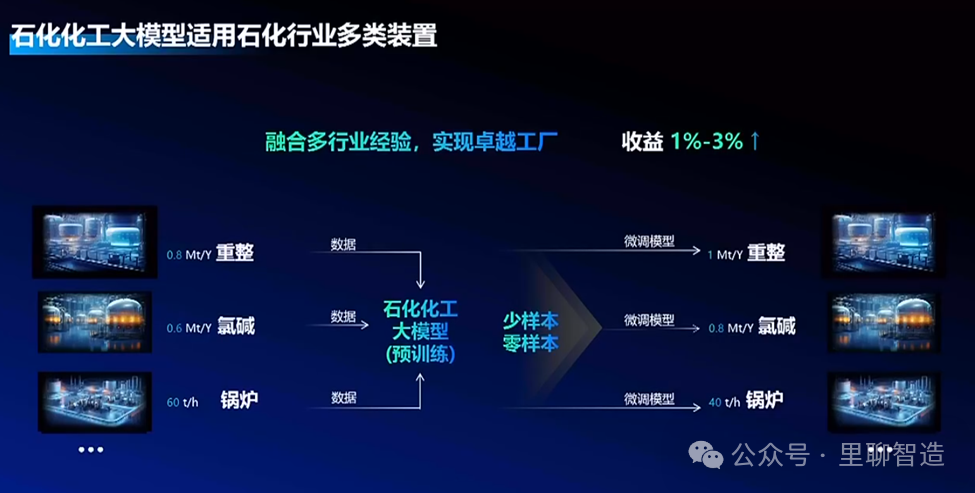 石化化工大模型适用石化行业多类装置
融合多行业经验，实现卓越工厂
收益 1%-3% ↑
0.8 Mt/Y 重整
数据
微调模型
1 Mt/Y 重整
0.6 Mt/Y 氯碱
数据
石化化工
大模型
(预训练)
少样本
零样本
微调模型
0.8 Mt/Y 氯碱
60 t/h 锅炉
数据
微调模型
40 t/h 锅炉
•••
•••
公众号 · 里聊智造